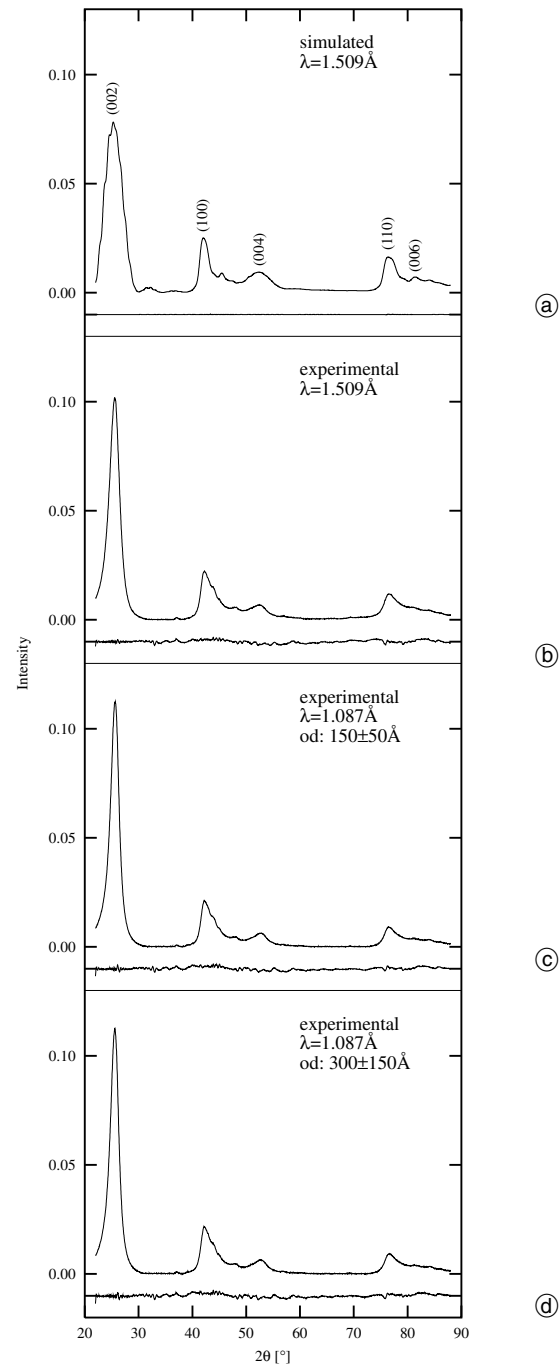 simulated
λ=1.509Å
(002)
(100)
(004)
(110)
(006)
0.10
0.05
0.00
ⓐ
experimental
λ=1.509Å
0.10
0.05
0.00
ⓑ
Intensity
experimental
λ=1.087Å
od: 150±50Å
0.10
0.05
0.00
ⓒ
experimental
λ=1.087Å
od: 300±150Å
0.10
0.05
0.00
ⓓ
20 30 40 50 60 70 80 90
2θ [°]